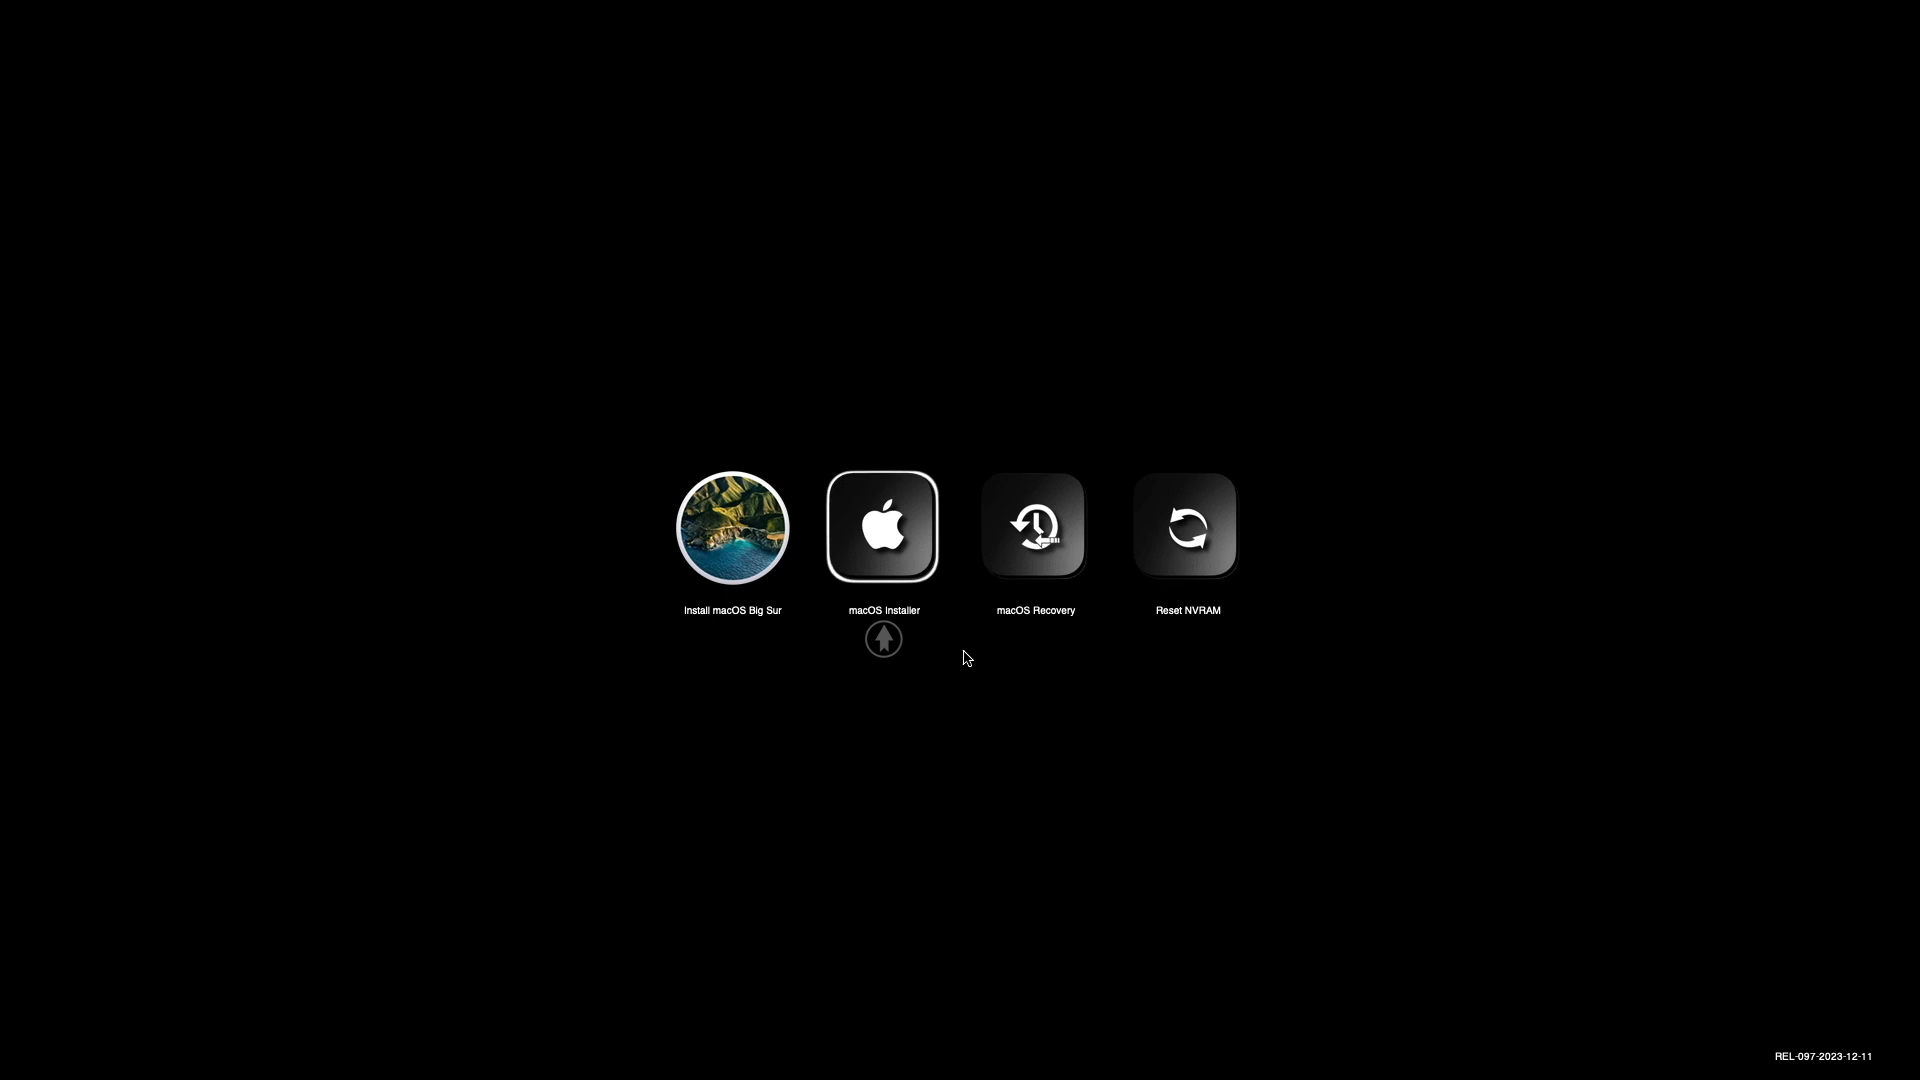 Install macOS Big Sur
macOS Installer
macOS Recovery
Reset NVRAM
REL-097-2023-12-11